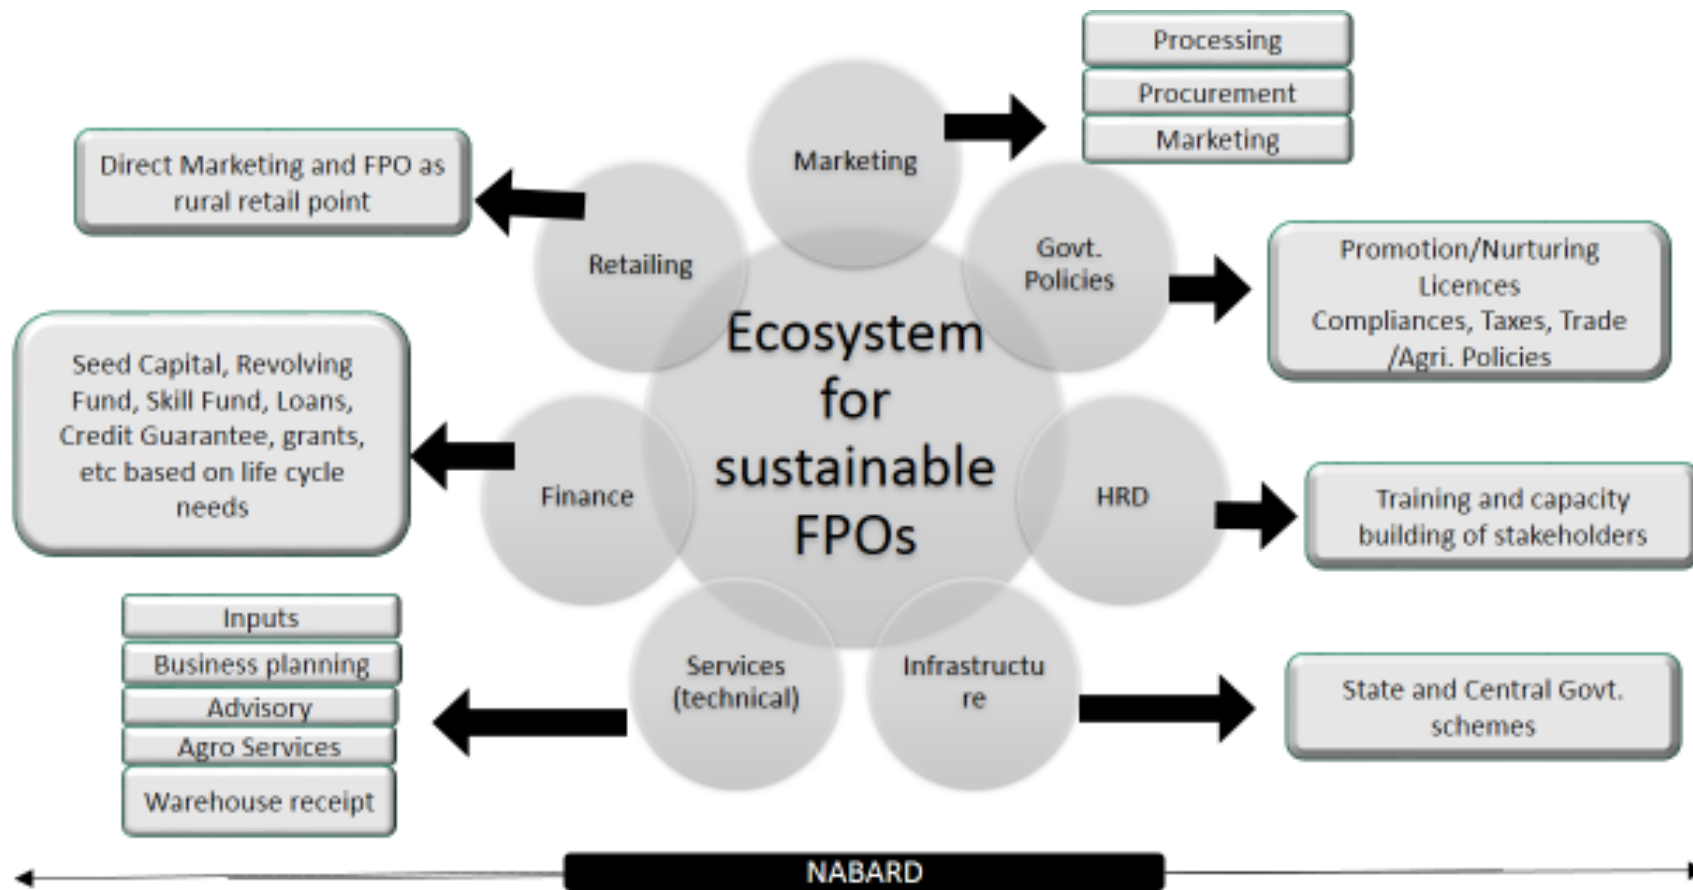 Processing
Procurement
Marketing
Marketing
Direct Marketing and FPO as
rural retail point
Retailing
Govt.
Policies
Promotion/Nurturing
Licences
Compliances, Taxes, Trade
/Agri. Policies
Ecosystem
for
sustainable
FPOs
Seed Capital, Revolving
Fund, Skill Fund, Loans,
Credit Guarantee, grants,
etc based on life cycle
needs
Finance
HRD
Training and capacity
building of stakeholders
Inputs
Business planning
Advisory
Agro Services
Warehouse receipt
Services
(technical)
Infrastructu
re
State and Central Govt.
schemes
NABARD